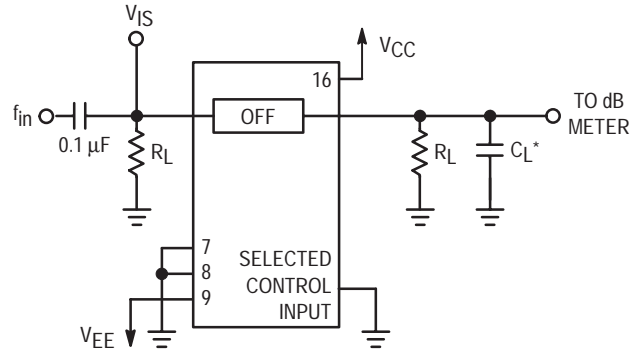 VIS
VCC
16
fin
OFF
TO dB
METER
0.1 µF
RL
RL
CL*
7
8
9
SELECTED
CONTROL
INPUT
VEE